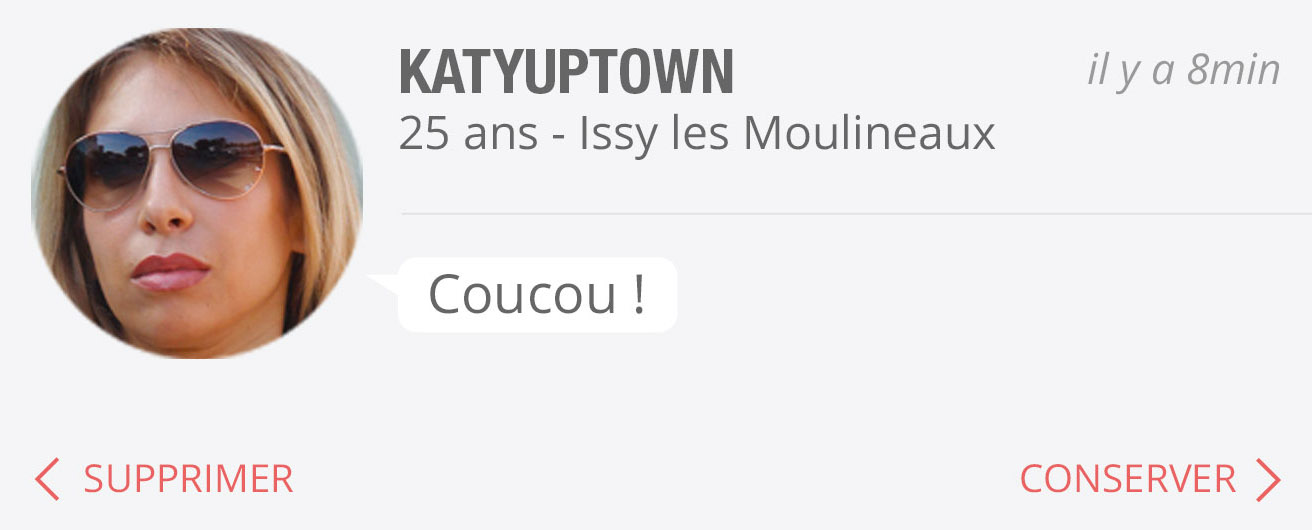 KATYUPTOWN
il y a 8min
25 ans - Issy les Moulineaux
Coucou !
SUPPRIMER
CONSERVER